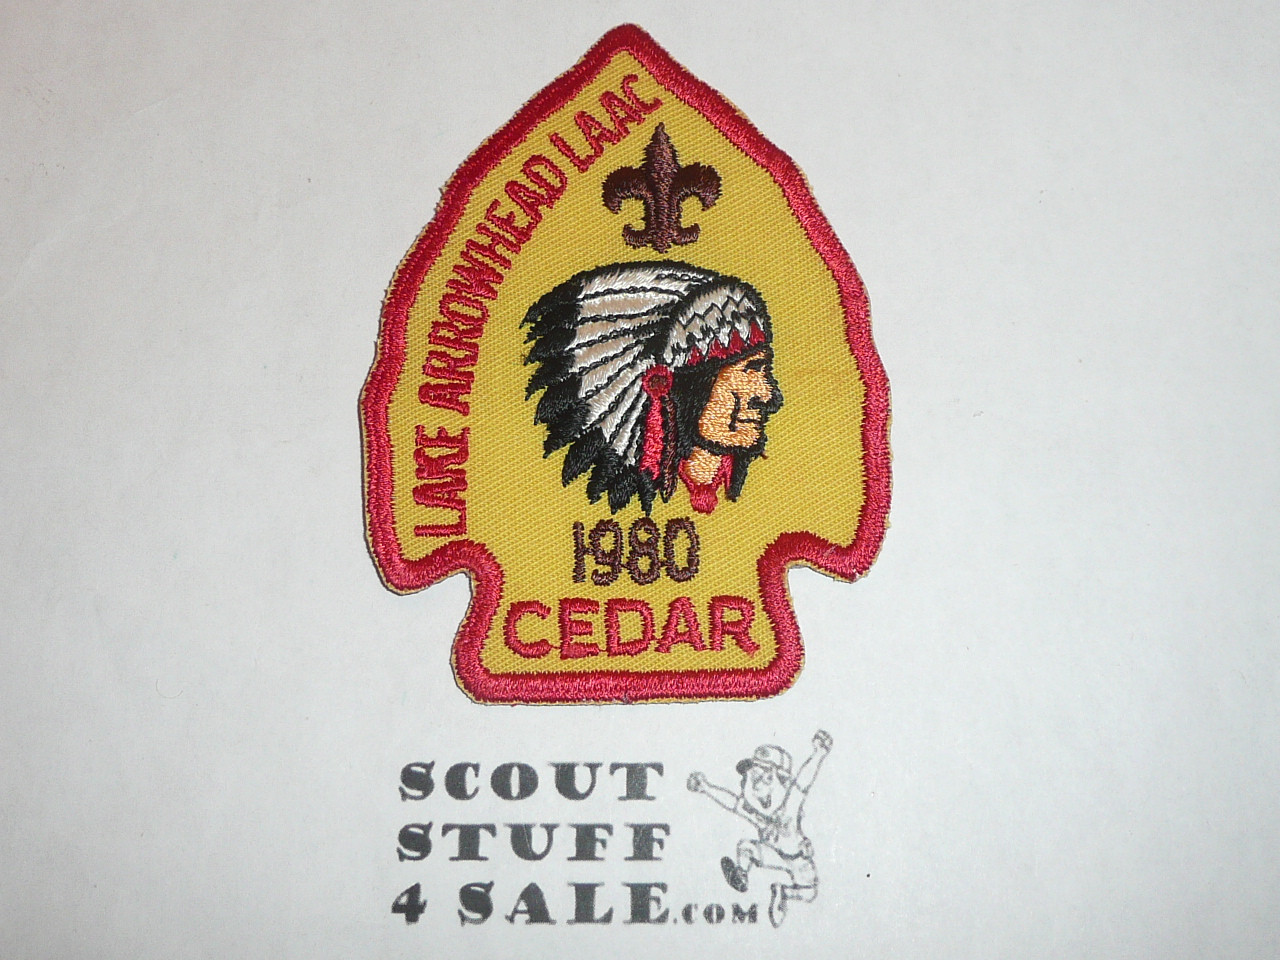 LAKE ARROWHEAD LAAC
1980
CEDAR
SCOUT
STUFF
4 SALE.COM